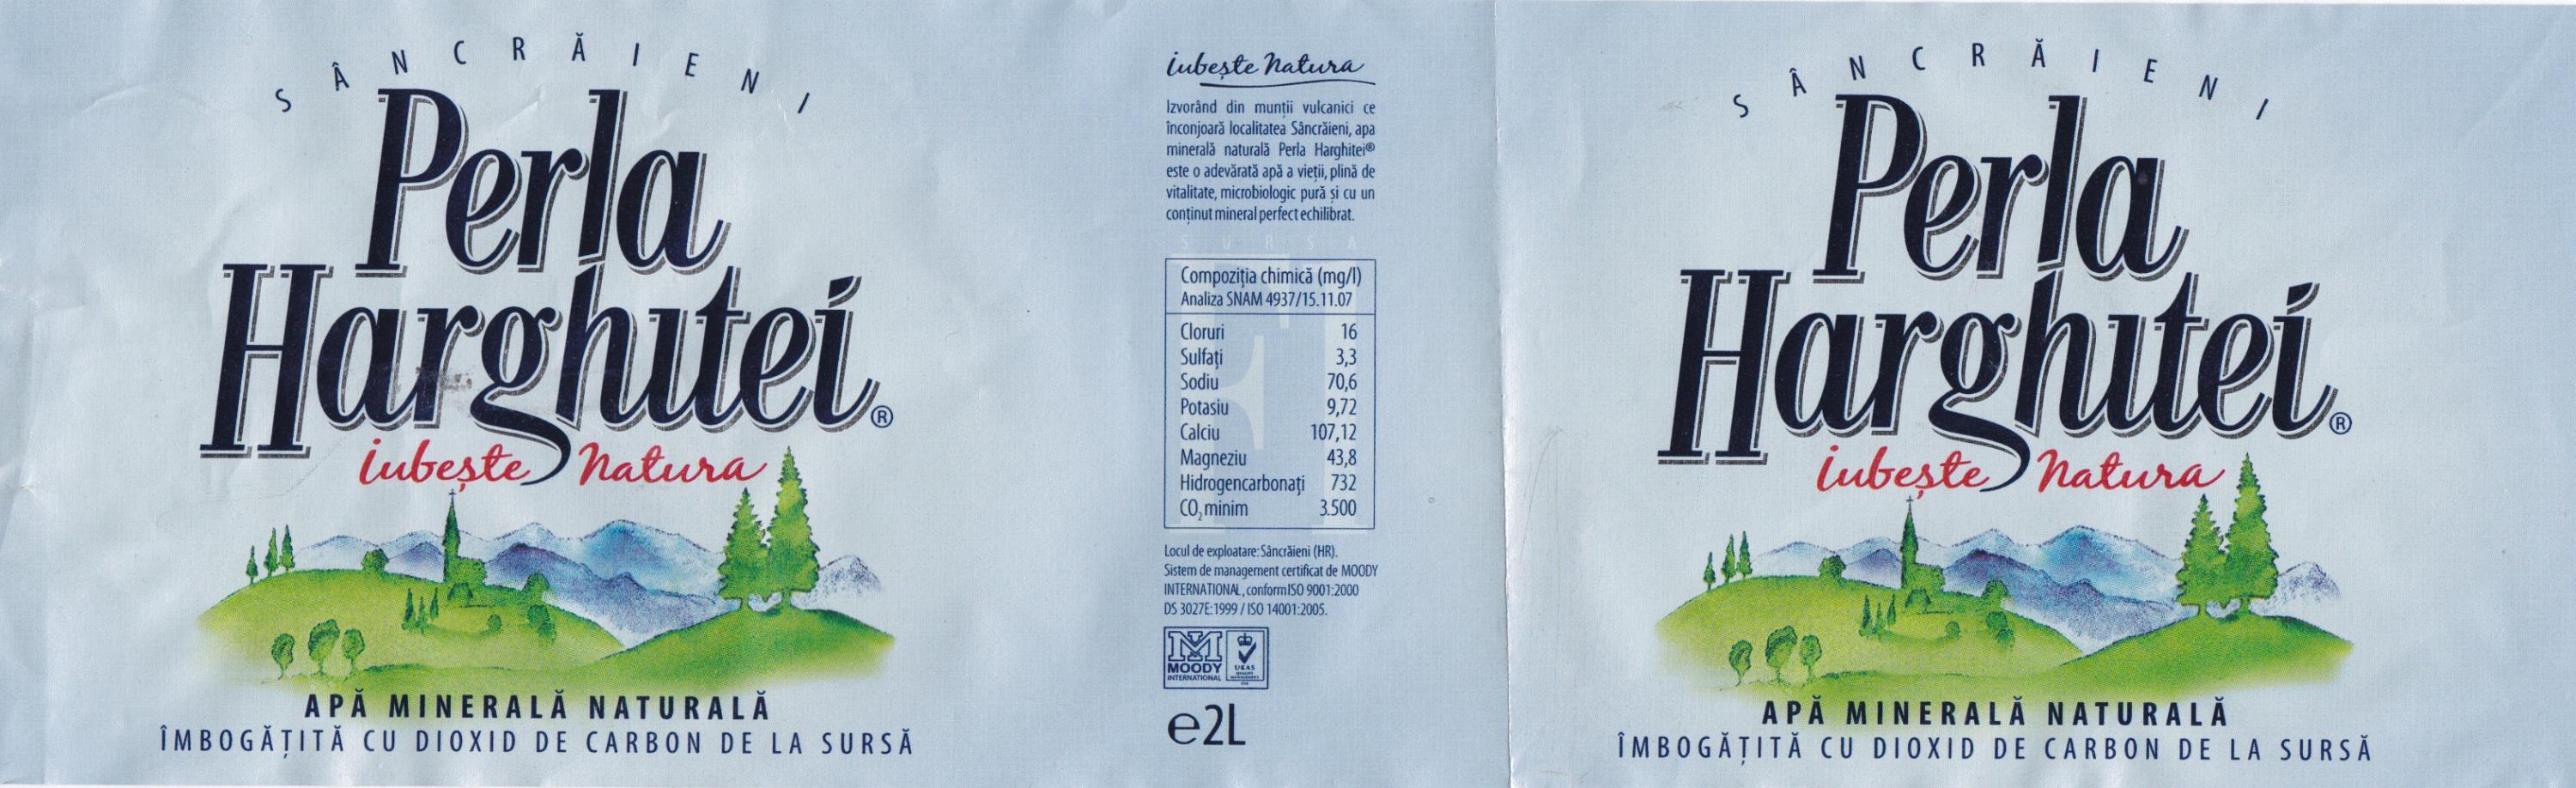 SÂNCRĂIENI
Perla
Harghitei®
iubește Natura
APĂ MINERALĂ NATURALĂ
ÎMBOGĂȚITĂ CU DIOXID DE CARBON DE LA SURSĂ
iubește Natura
Izvorând din munții vulcanici ce
înconjoară localitatea Sâncrăieni, apa
minerală naturală Perla Harghitei®
este o adevărată apă a vieții, plină de
vitalitate, microbiologic pură și cu un
conținut mineral perfect echilibrat.
SURSA
Compoziția chimică (mg/l)
Analiza SNAM 4937/15.11.07
Cloruri 16
Sulfați 3,3
Sodiu 70,6
Potasiu 9,72
Calciu 107,12
Magneziu 43,8
Hidrogencarbonați 732
CO₂ minim 3.500
Locul de exploatare: Sâncrăieni (HR).
Sistem de management certificat de MOODY
INTERNATIONAL, conform ISO 9001:2000
DS 3027E:1999 / ISO 14001:2005.
MOODY
INTERNATIONAL
UKAS
QUALITY
MANAGEMENT
e2L
SÂNCRĂIENI
Perla
Harghitei®
iubește Natura
APĂ MINERALĂ NATURALĂ
ÎMBOGĂȚITĂ CU DIOXID DE CARBON DE LA SURSĂ